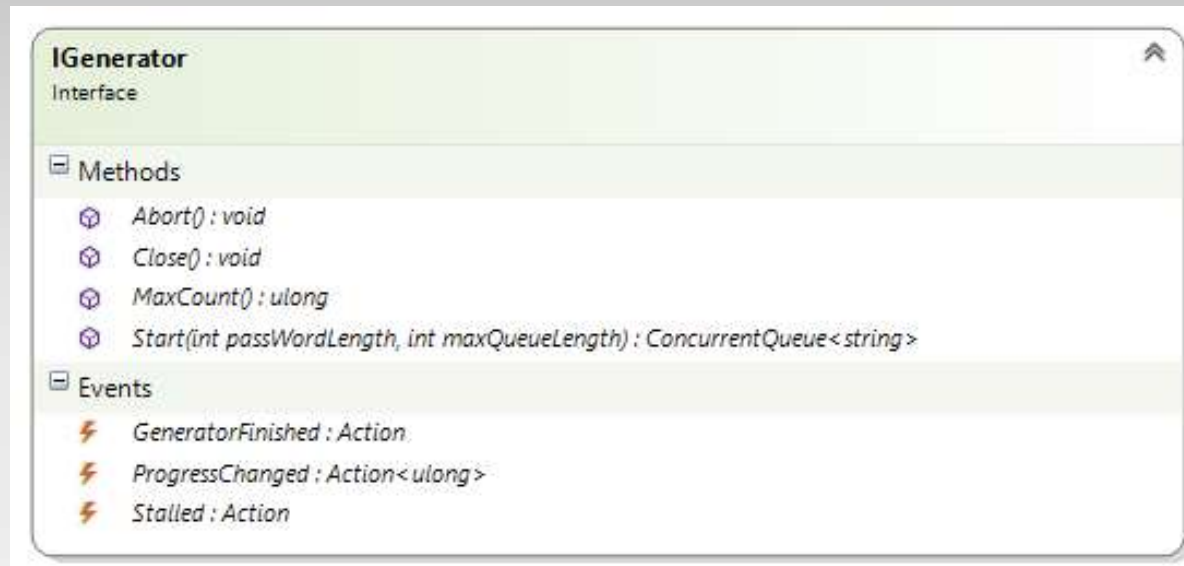 IGenerator
Interface
Methods
Abort() : void
Close() : void
MaxCount() : ulong
Start(int passWordLength, int maxQueueLength) : ConcurrentQueue<string>
Events
GeneratorFinished : Action
ProgressChanged : Action<ulong>
Stalled : Action